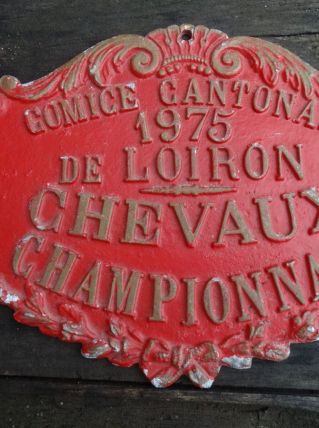 COMICE CANTONA
1975
DE LOIRON
CHEVAUX
CHAMPIONNA